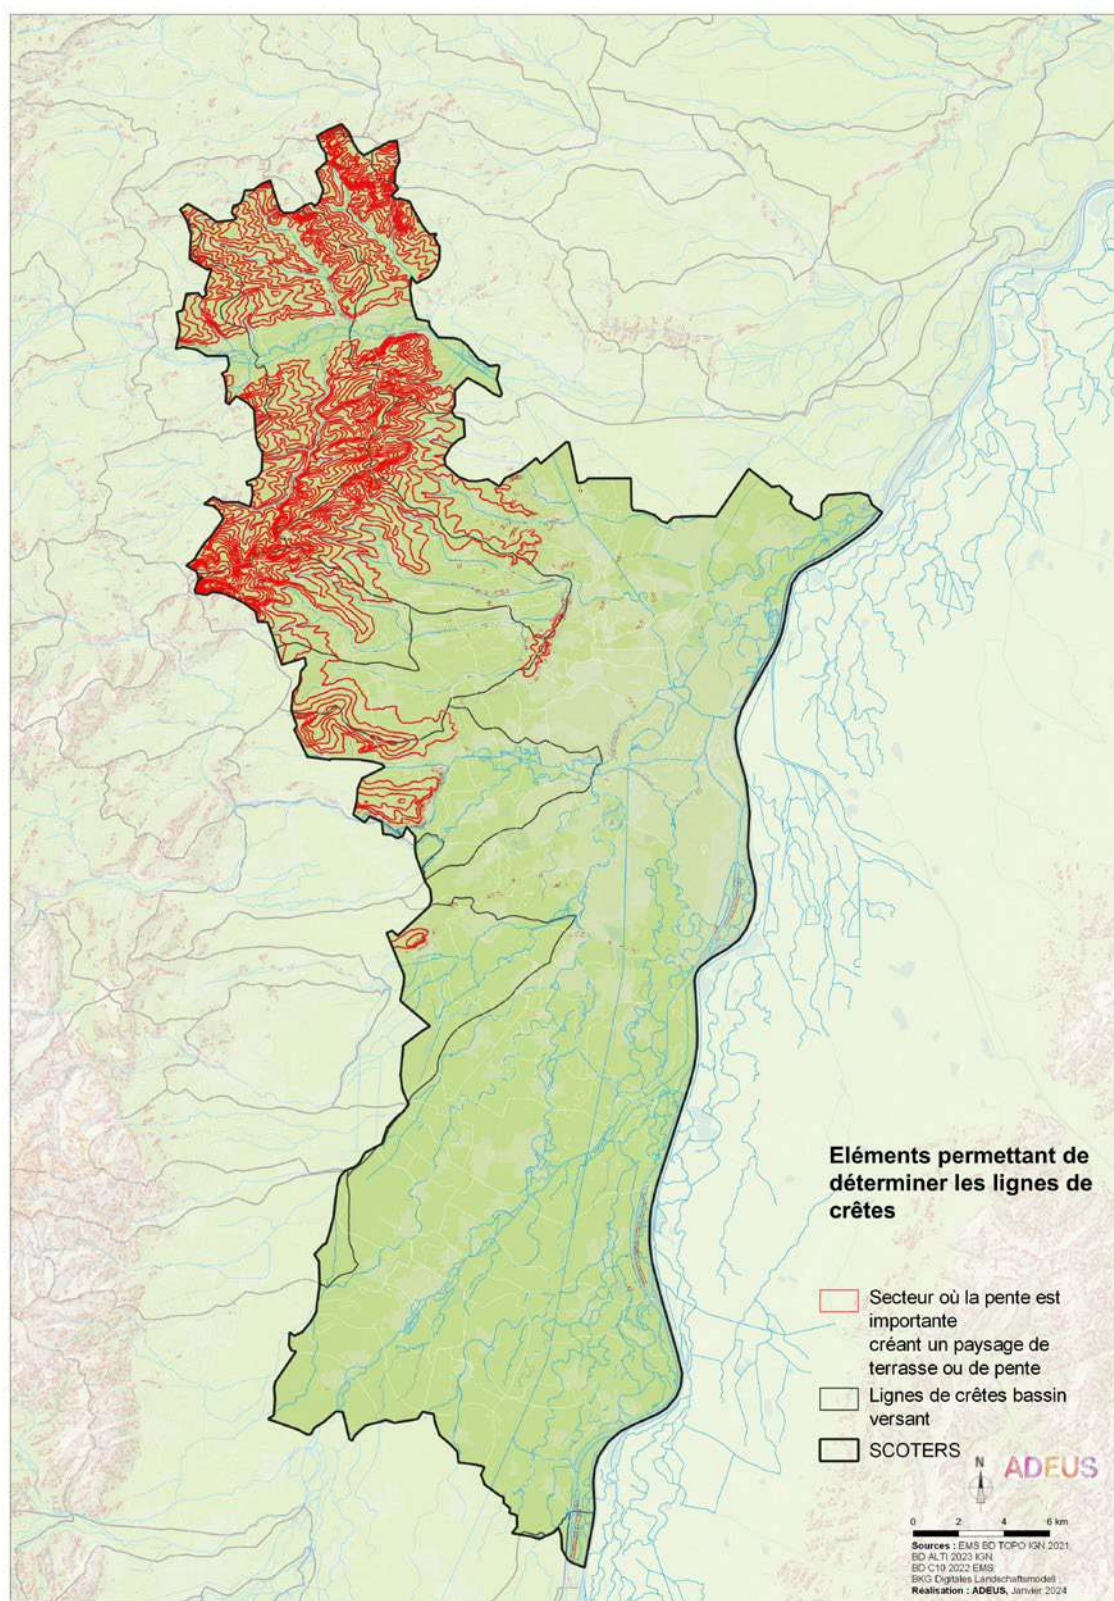 Eléments permettant de
déterminer les lignes de
crêtes
Secteur où la pente est
importante
créant un paysage de
terrasse ou de pente
Lignes de crêtes bassin
versant
SCOTERS
N
ADEUS
0 2 4 6 km
Sources : EMS BD TOPO IGN 2021,
BD ALTI 2023 IGN,
BD C10 2022 EMS,
BKG Digitales Landschaftsmodell
Réalisation : ADEUS, Janvier 2024